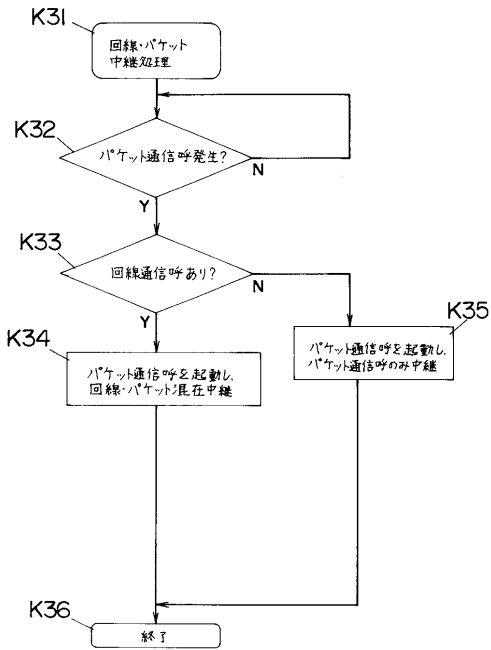 K31
回線・パケット
中継処理
K32
パケット通信呼発生?
N
Y
K33
回線通信呼あり?
N
Y
K34
パケット通信呼を起動し,
回線・パケット混在中継
K35
パケット通信呼を起動し,
パケット通信呼のみ中継
K36
終了